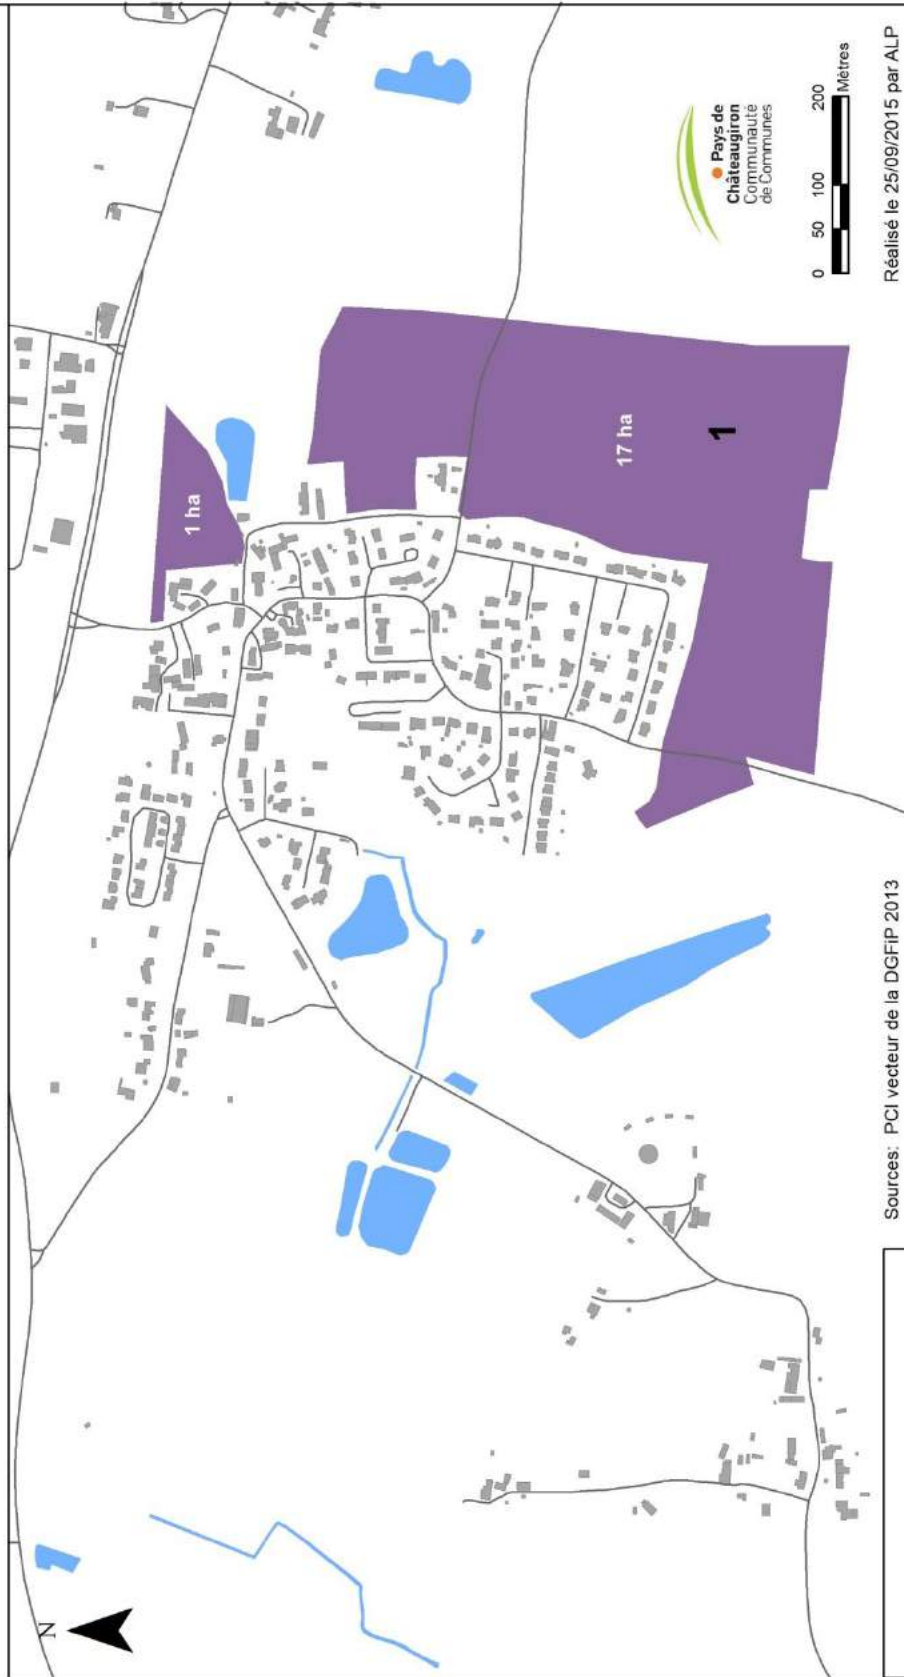 N
1 ha
17 ha
1
Pays de
Châteaugiron
Communauté
de Communes
0 50 100 200
Mètres
Sources: PCI vecteur de la DGFiP 2013
Réalisé le 25/09/2015 par ALP